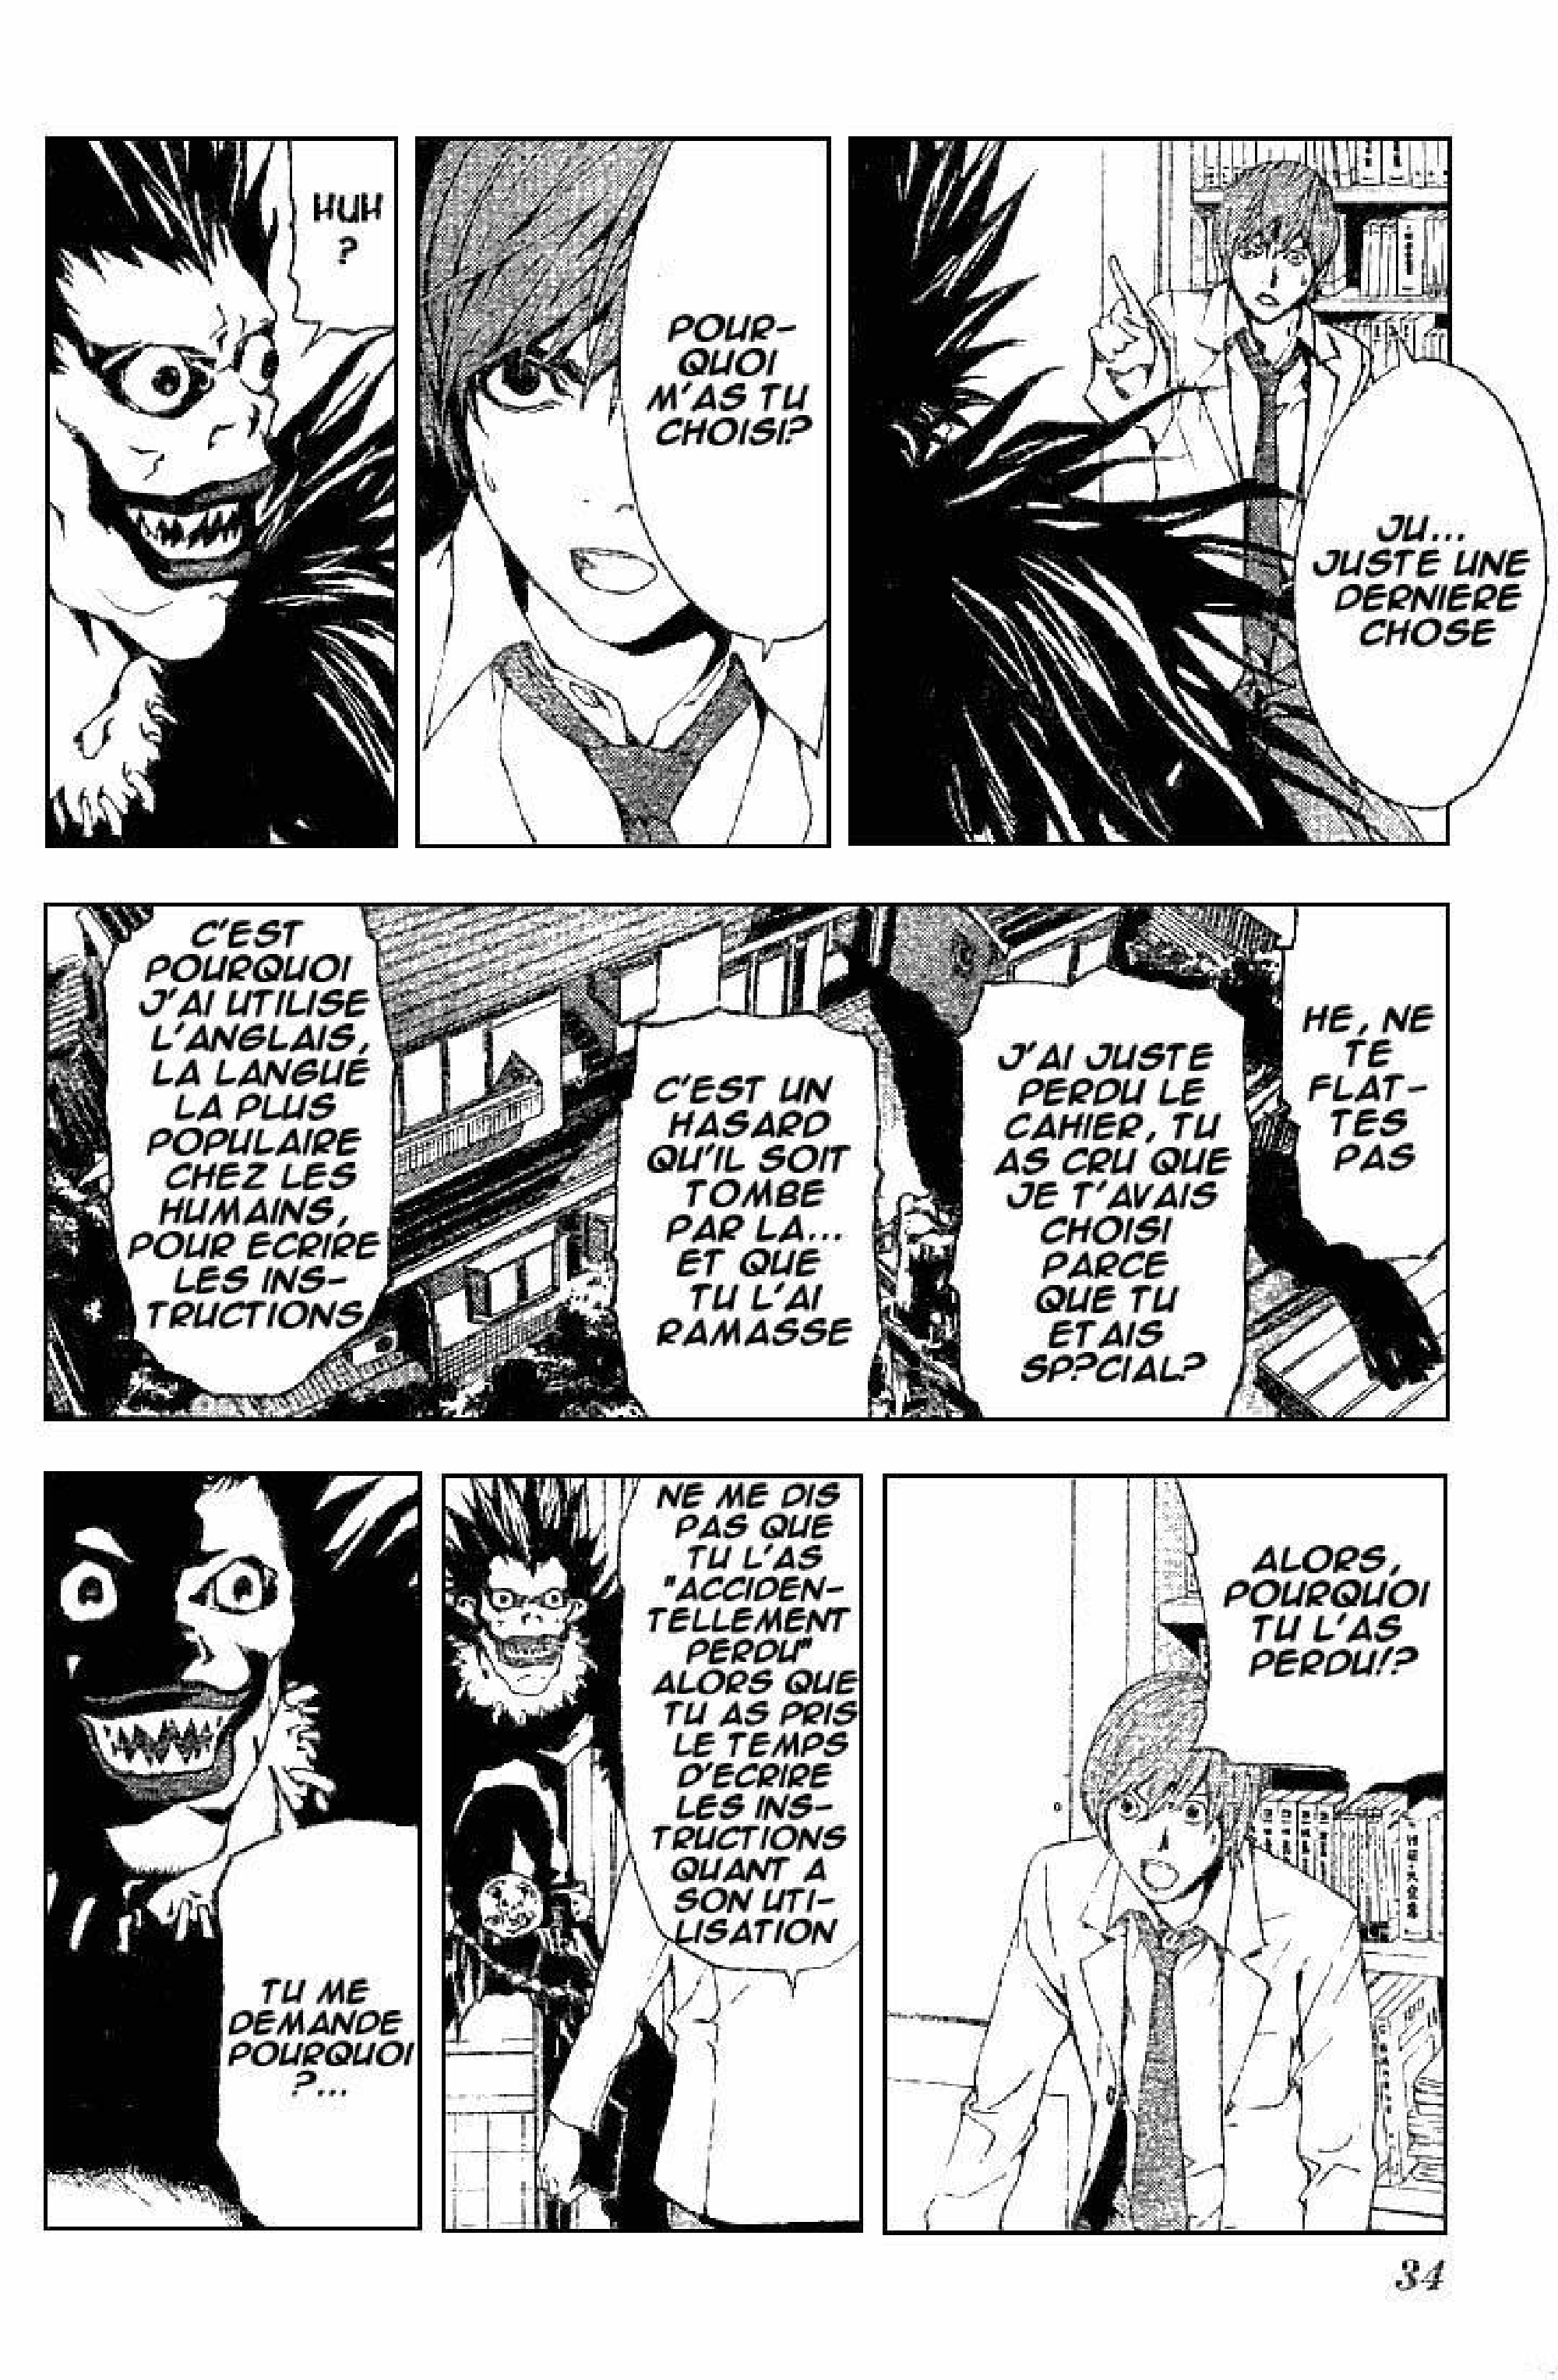 JU...
JUSTE UNE
DERNIERE
CHOSE
POUR-
QUOI
M'AS TU
CHOISI?
HUH
?
HE, NE
TE
FLAT-
TES
PAS
J'AI JUSTE
PERDU LE
CAHIER, TU
AS CRU QUE
JE T'AVAIS
CHOISI
PARCE
QUE TU
ETAIS
SP?CIAL?
C'EST UN
HASARD
QU'IL SOIT
TOMBE
PAR LA...
ET QUE
TU L'AI
RAMASSE
C'EST
POURQUOI
J'AI UTILISE
L'ANGLAIS,
LA LANGUE
LA PLUS
POPULAIRE
CHEZ LES
HUMAINS,
POUR ECRIRE
LES INS-
TRUCTIONS
ALORS,
POURQUOI
TU L'AS
PERDU!?
NE ME DIS
PAS QUE
TU L'AS
"ACCIDEN-
TELLEMENT
PERDU"
ALORS QUE
TU AS PRIS
LE TEMPS
D'ECRIRE
LES INS-
TRUCTIONS
QUANT A
SON UTI-
LISATION
TU ME
DEMANDE
POURQUOI
?...
34